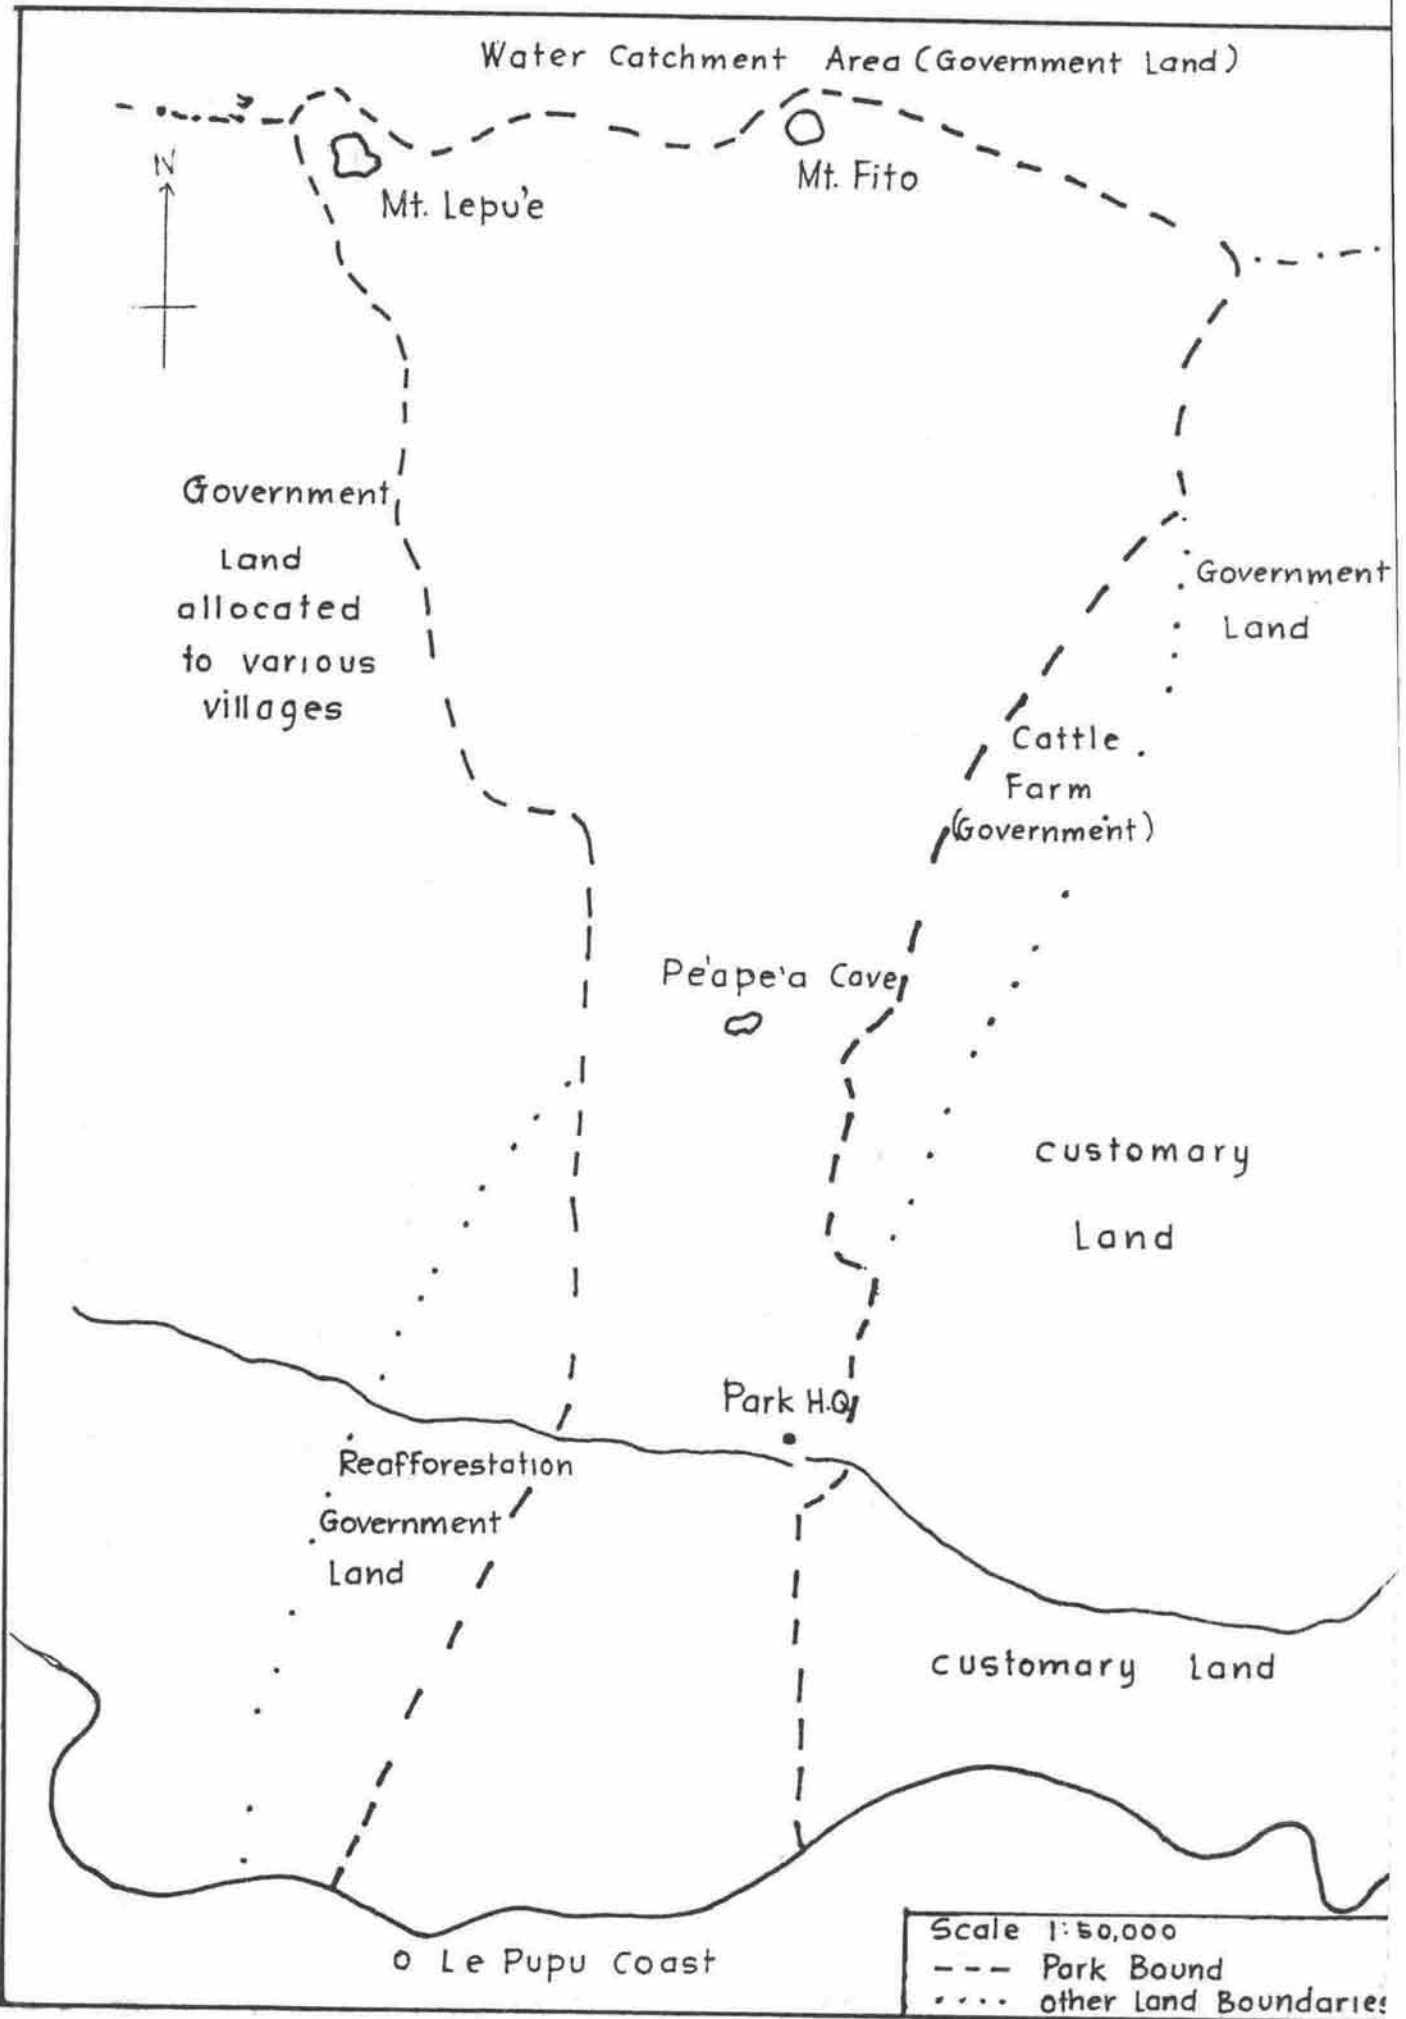 Water Catchment Area (Government Land)
N
Mt. Lepu'e
Mt. Fito
Government
Land
allocated
to various
villages
Government
Land
Cattle
Farm
(Government)
Pe'ape'a Cave
customary
Land
Park H.Q
Reafforestation
Government
Land
customary Land
O Le Pupu Coast
Scale 1:50,000
--- Park Bound
.... other Land Boundaries